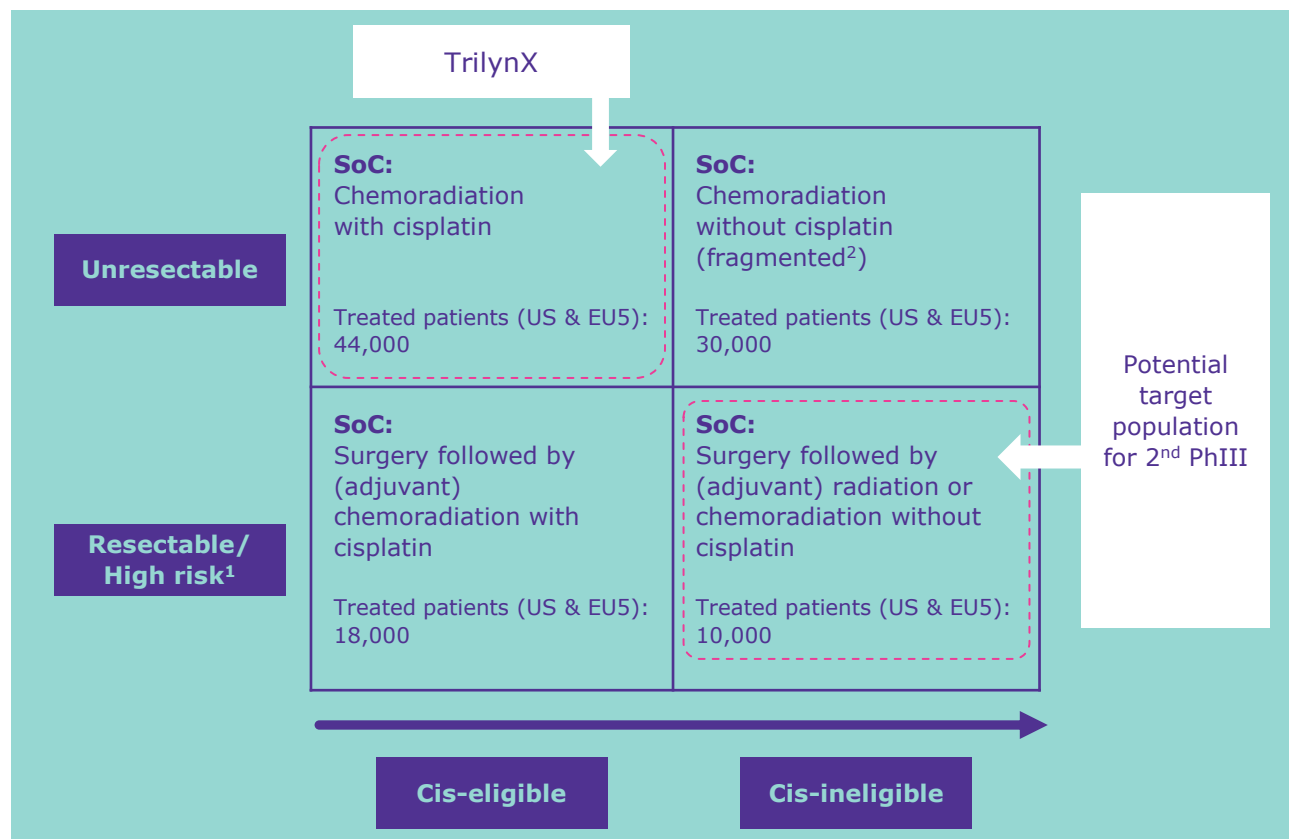 TrilynX
SoC:
Chemoradiation
with cisplatin
Treated patients (US & EU5):
44,000
SoC:
Chemoradiation
without cisplatin
(fragmented²)
Treated patients (US & EU5):
30,000
Unresectable
Potential
target
population
for 2ⁿᵈ PhIII
SoC:
Surgery followed by
(adjuvant)
chemoradiation with
cisplatin
Treated patients (US & EU5):
18,000
SoC:
Surgery followed by
(adjuvant) radiation or
chemoradiation without
cisplatin
Treated patients (US & EU5):
10,000
Resectable/
High risk¹
Cis-eligible
Cis-ineligible